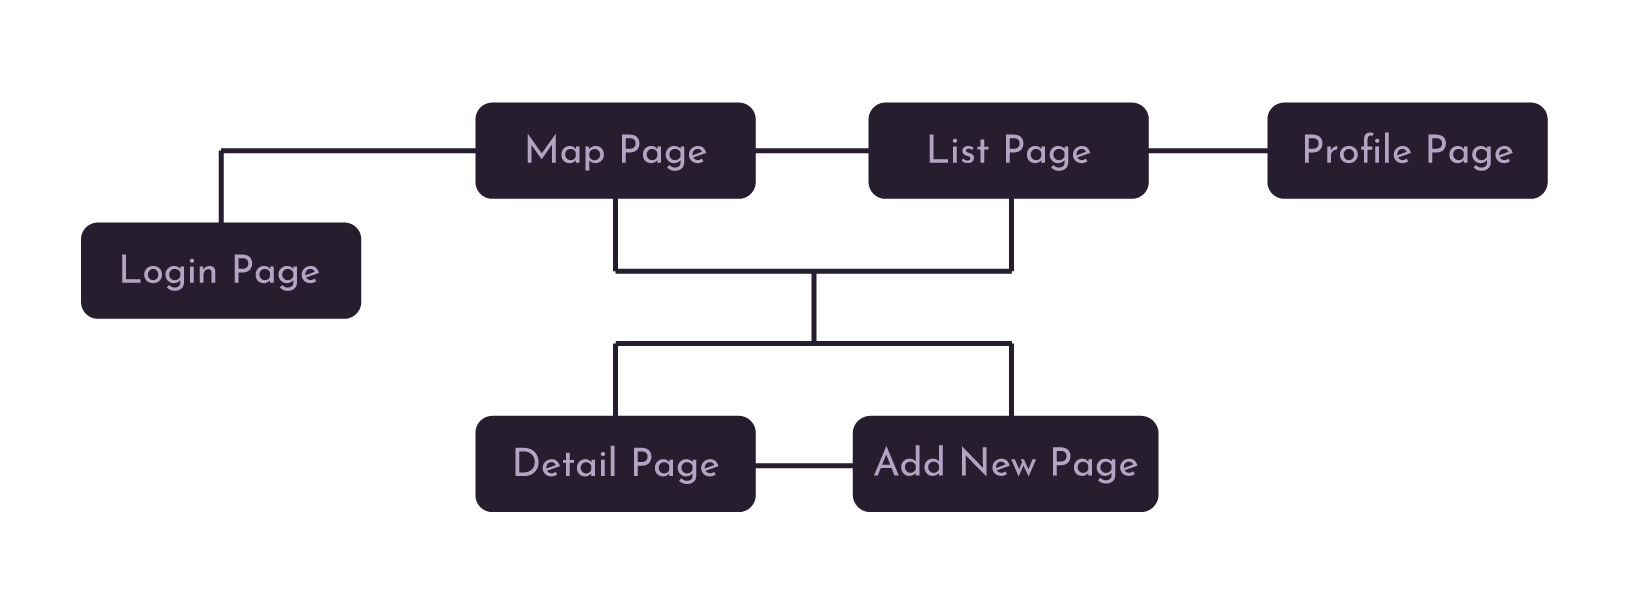 Map Page
List Page
Profile Page
Login Page
Detail Page
Add New Page